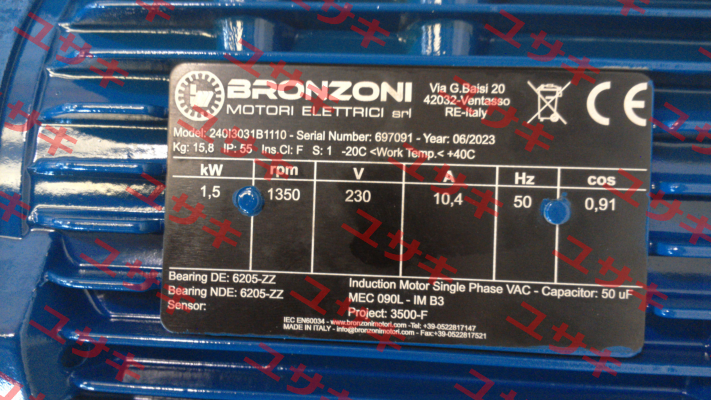 BRONZONI
MOTORI ELETTRICI srl
Via G.Baisi 20
42032-Ventasso
RE-Italy
CE
Model: 240I3031B1110 - Serial Number: 697091 - Year: 06/2023
Kg: 15,8 IP: 55 Ins.Cl: F S: 1 -20C <Work Temp.< +40C
kW rpm V A Hz cos
1,5 1350 230 10,4 50 0,91
Bearing DE: 6205-ZZ
Bearing NDE: 6205-ZZ
Sensor:
Induction Motor Single Phase VAC - Capacitor: 50 uF
MEC 090L - IM B3
Project: 3500-F
IEC EN60034 - www.bronzonimotori.com - Tel:+39-0522817147
MADE IN ITALY - info@bronzonimotori.com - Fax:+39-0522817521
ユサキ